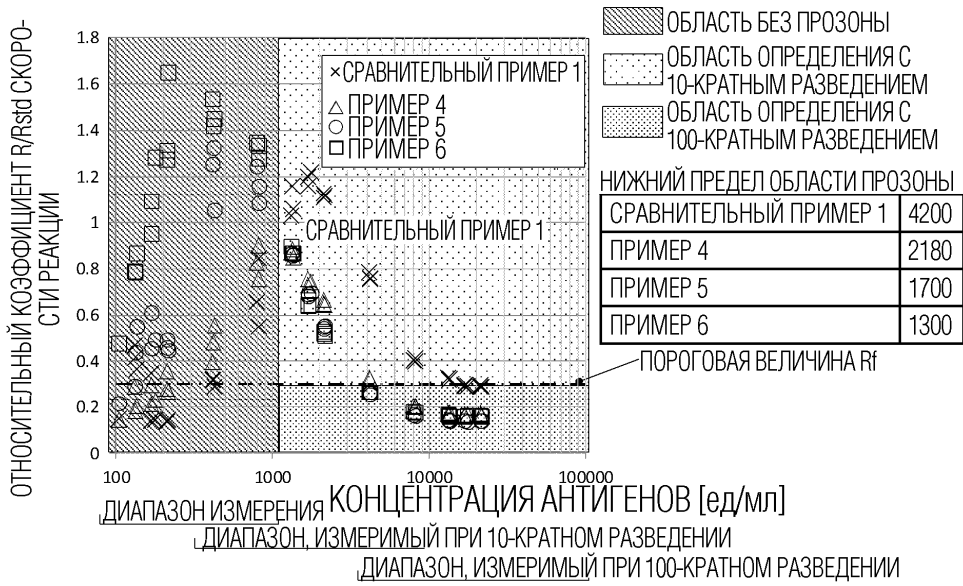 ОТНОСИТЕЛЬНЫЙ КОЭФФИЦИЕНТ R/Rstd СКОРО-
СТИ РЕАКЦИИ
1.8
1.6
1.4
1.2
1
0.8
0.6
0.4
0.2
0
100
1000
10000
100000
×СРАВНИТЕЛЬНЫЙ ПРИМЕР 1
△ ПРИМЕР 4
○ ПРИМЕР 5
□ ПРИМЕР 6
СРАВНИТЕЛЬНЫЙ ПРИМЕР 1
ОБЛАСТЬ БЕЗ ПРОЗОНЫ
ОБЛАСТЬ ОПРЕДЕЛЕНИЯ С
10-КРАТНЫМ РАЗВЕДЕНИЕМ
ОБЛАСТЬ ОПРЕДЕЛЕНИЯ С
100-КРАТНЫМ РАЗВЕДЕНИЕМ
НИЖНИЙ ПРЕДЕЛ ОБЛАСТИ ПРОЗОНЫ
СРАВНИТЕЛЬНЫЙ ПРИМЕР 1 4200
ПРИМЕР 4 2180
ПРИМЕР 5 1700
ПРИМЕР 6 1300
ПОРОГОВАЯ ВЕЛИЧИНА Rf
КОНЦЕНТРАЦИЯ АНТИГЕНОВ [ед/мл]
ДИАПАЗОН ИЗМЕРЕНИЯ
ДИАПАЗОН, ИЗМЕРИМЫЙ ПРИ 10-КРАТНОМ РАЗВЕДЕНИИ
ДИАПАЗОН, ИЗМЕРИМЫЙ ПРИ 100-КРАТНОМ РАЗВЕДЕНИИ